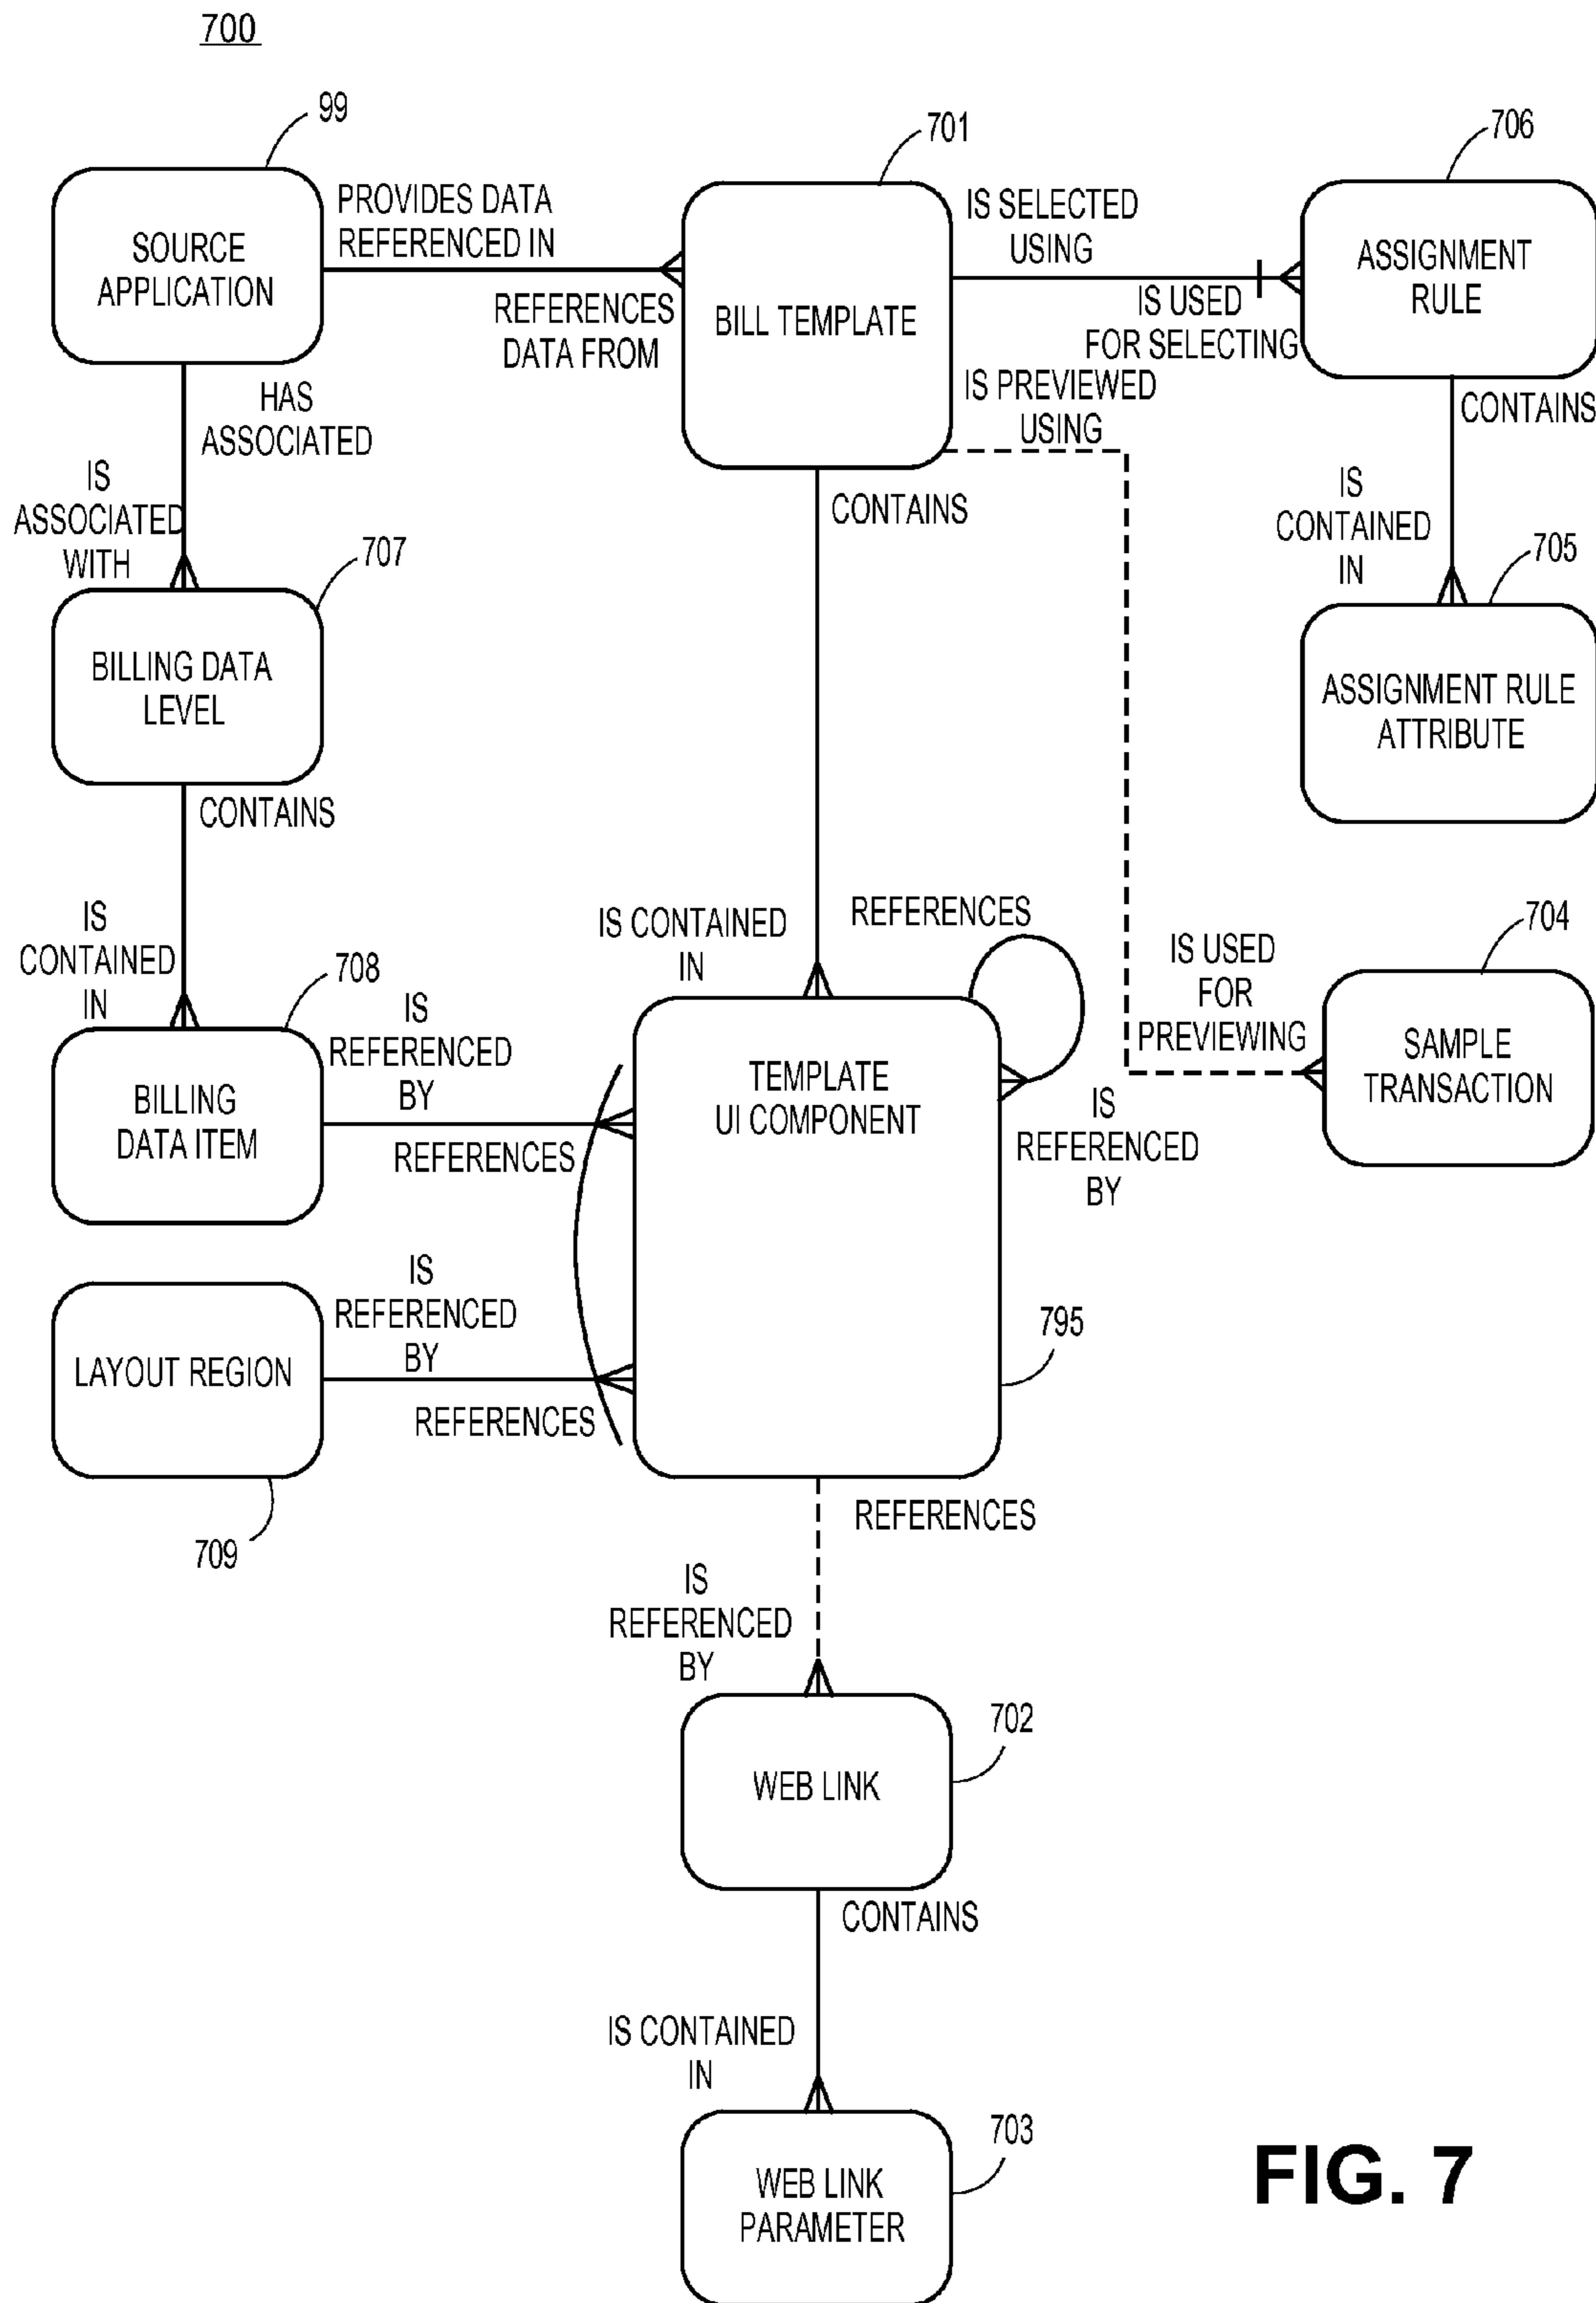 700
99
701
706
SOURCE
APPLICATION
PROVIDES DATA
REFERENCED IN
REFERENCES
DATA FROM
BILL TEMPLATE
IS SELECTED
USING
IS USED
FOR SELECTING
ASSIGNMENT
RULE
IS PREVIEWED
USING
HAS
ASSOCIATED
IS
ASSOCIATED
WITH
CONTAINS
CONTAINS
IS
CONTAINED
IN
707
705
BILLING DATA
LEVEL
ASSIGNMENT RULE
ATTRIBUTE
CONTAINS
IS
CONTAINED
IN
IS CONTAINED
IN
REFERENCES
704
IS USED
FOR
PREVIEWING
SAMPLE
TRANSACTION
708
IS
REFERENCED
BY
BILLING
DATA ITEM
REFERENCES
TEMPLATE
UI COMPONENT
IS
REFERENCED
BY
IS
REFERENCED
BY
LAYOUT REGION
REFERENCES
795
709
REFERENCES
IS
REFERENCED
BY
702
WEB LINK
CONTAINS
IS CONTAINED
IN
703
WEB LINK
PARAMETER
FIG. 7